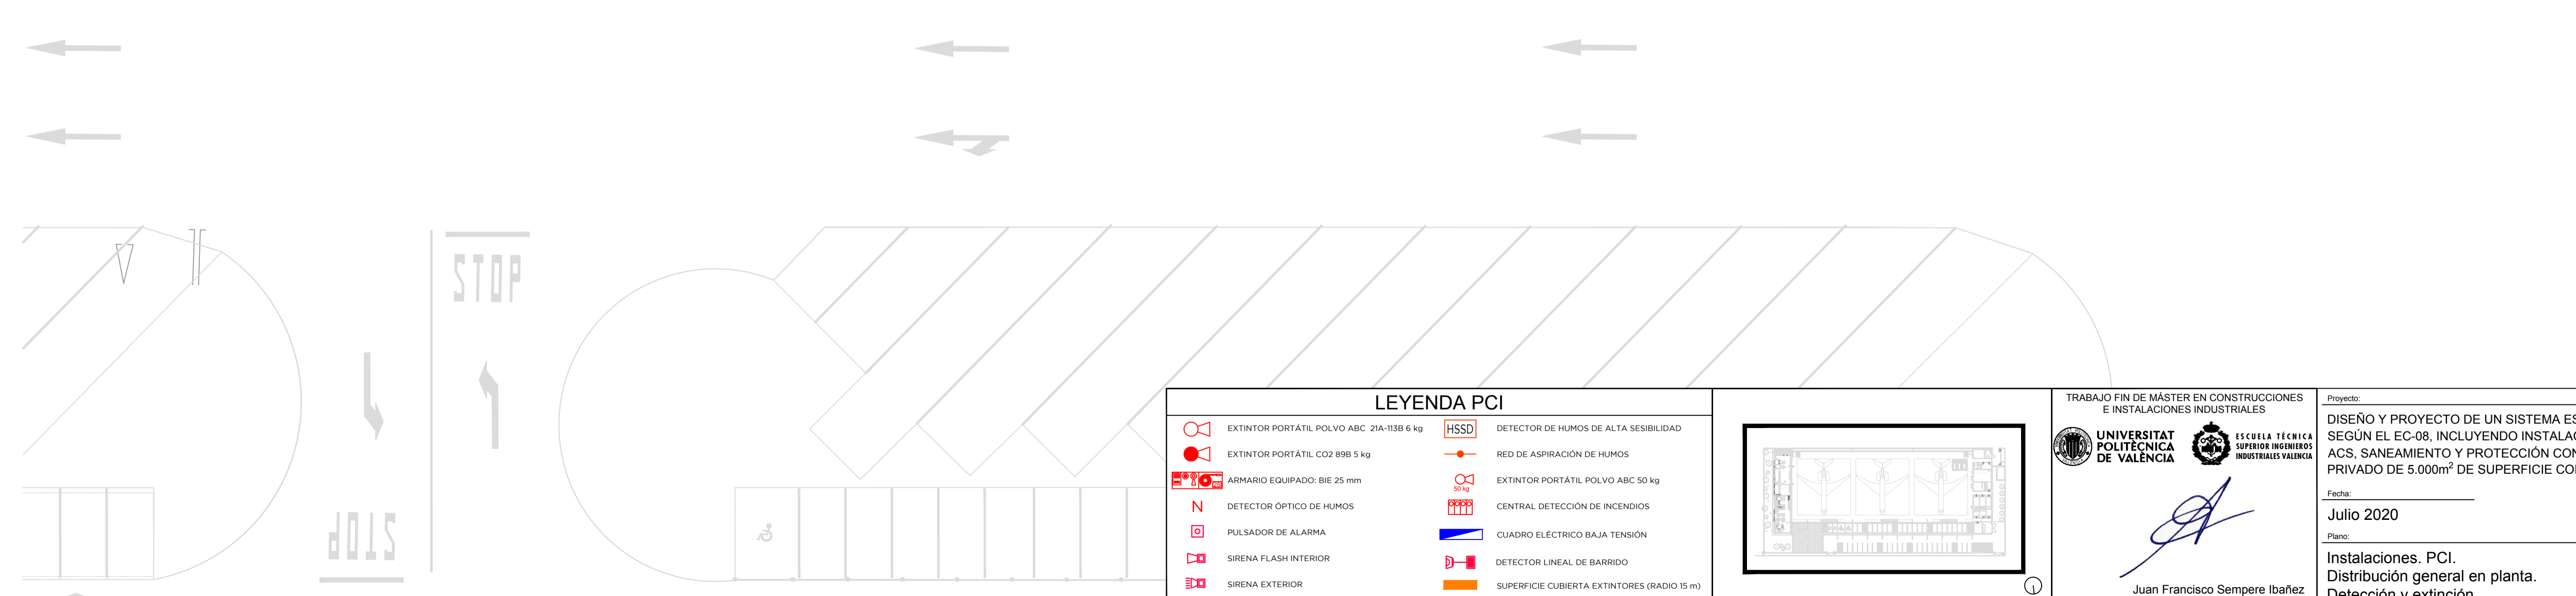 STOP
STOP
LEYENDA PCI
EXTINTOR PORTÁTIL POLVO ABC 21A-113B 6 kg
EXTINTOR PORTÁTIL CO2 89B 5 kg
ARMARIO EQUIPADO: BIE 25 mm
N DETECTOR ÓPTICO DE HUMOS
PULSADOR DE ALARMA
SIRENA FLASH INTERIOR
SIRENA EXTERIOR
HSSD DETECTOR DE HUMOS DE ALTA SESIBILIDAD
RED DE ASPIRACIÓN DE HUMOS
50 kg EXTINTOR PORTÁTIL POLVO ABC 50 kg
CENTRAL DETECCIÓN DE INCENDIOS
CUADRO ELÉCTRICO BAJA TENSIÓN
DETECTOR LINEAL DE BARRIDO
SUPERFICIE CUBIERTA EXTINTORES (RADIO 15 m)
TRABAJO FIN DE MÁSTER EN CONSTRUCCIONES
E INSTALACIONES INDUSTRIALES
UNIVERSITAT
POLITÈCNICA
DE VALÈNCIA
ESCUELA TÉCNICA
SUPERIOR INGENIEROS
INDUSTRIALES VALENCIA
Juan Francisco Sempere Ibañez
Proyecto:
DISEÑO Y PROYECTO DE UN SISTEMA ES
SEGÚN EL EC-08, INCLUYENDO INSTALA
ACS, SANEAMIENTO Y PROTECCIÓN CON
PRIVADO DE 5.000m² DE SUPERFICIE CO
Fecha:
Julio 2020
Plano:
Instalaciones. PCI.
Distribución general en planta.
Detección y extinción